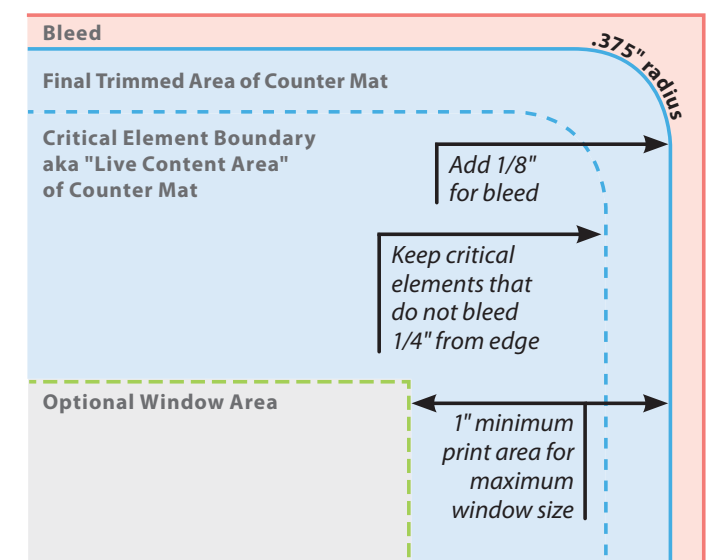 Bleed
.375" radius
Final Trimmed Area of Counter Mat
Critical Element Boundary
aka "Live Content Area"
of Counter Mat
Add 1/8"
for bleed
Keep critical
elements that
do not bleed
1/4" from edge
Optional Window Area
1" minimum
print area for
maximum
window size